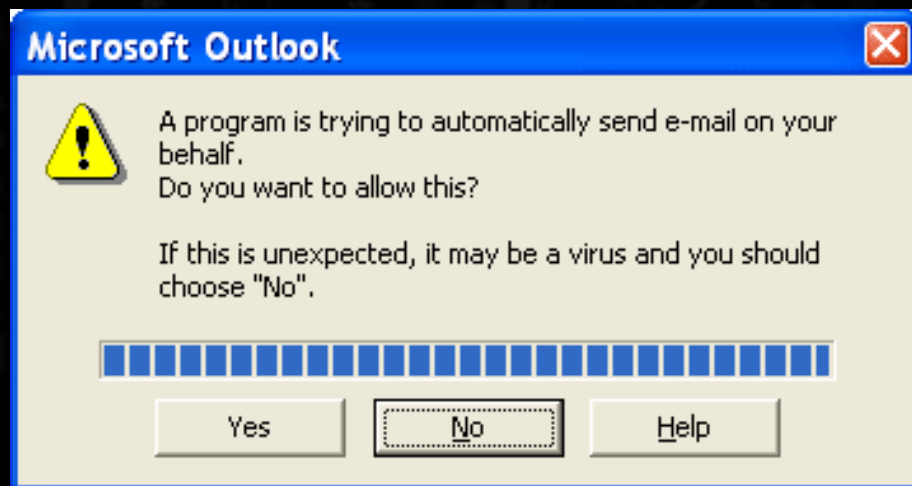 Microsoft Outlook
A program is trying to automatically send e-mail on your
behalf.
Do you want to allow this?
If this is unexpected, it may be a virus and you should
choose "No".
Yes
No
Help